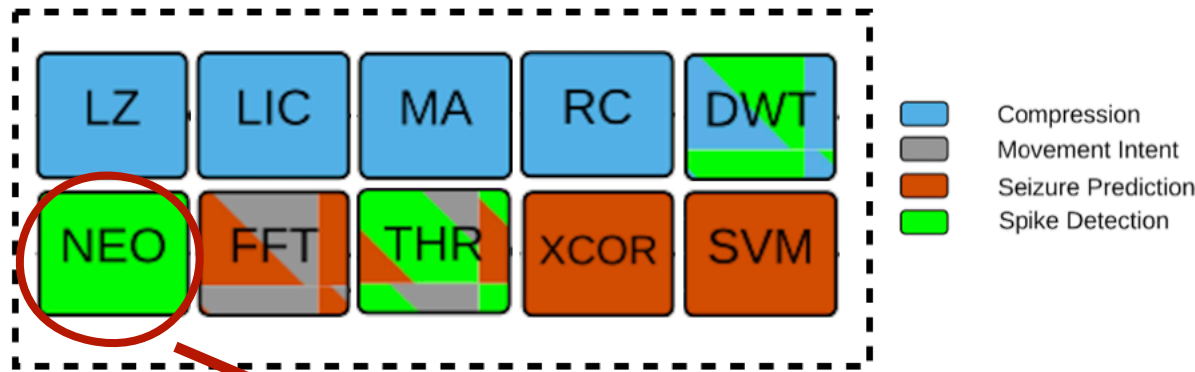 LZ LIC MA RC DWT
NEO FFT THR XCOR SVM
Compression
Movement Intent
Seizure Prediction
Spike Detection